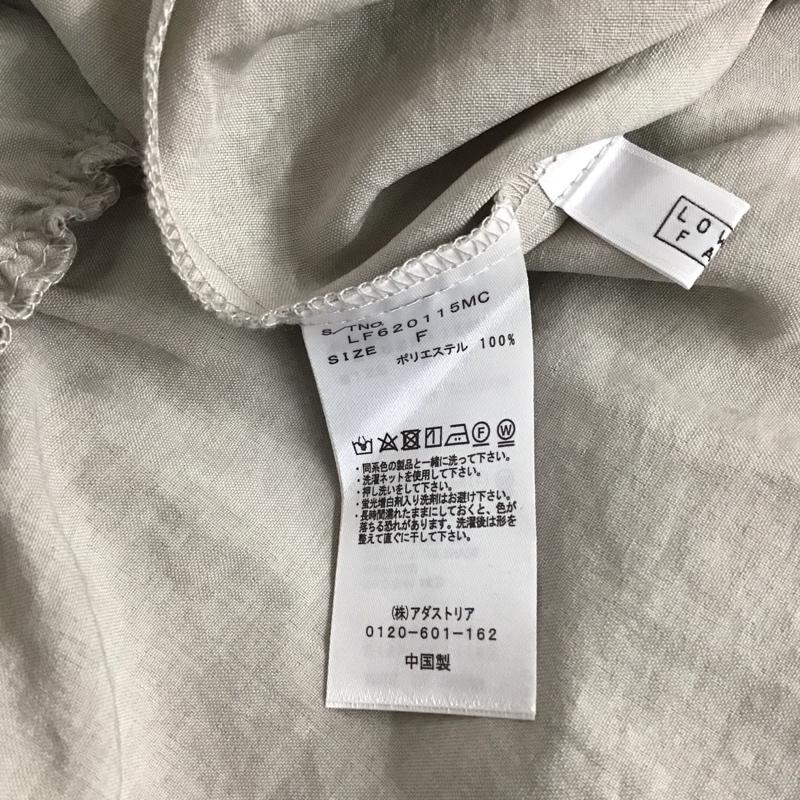 LOW
FA
S/TNo.
LF620115MC
SIZE F
ポリエステル 100%
F W
・同系色の製品と一緒に洗って下さい。
・洗濯ネットを使用して下さい。
・押し洗いをして下さい。
・蛍光増白剤入り洗剤はお避け下さい。
・長時間濡れたままにしておくと、色が
落ちる恐れがあります。洗濯後は形を
整えて直ぐに干して下さい。
(株)アダストリア
0120-601-162
中国製